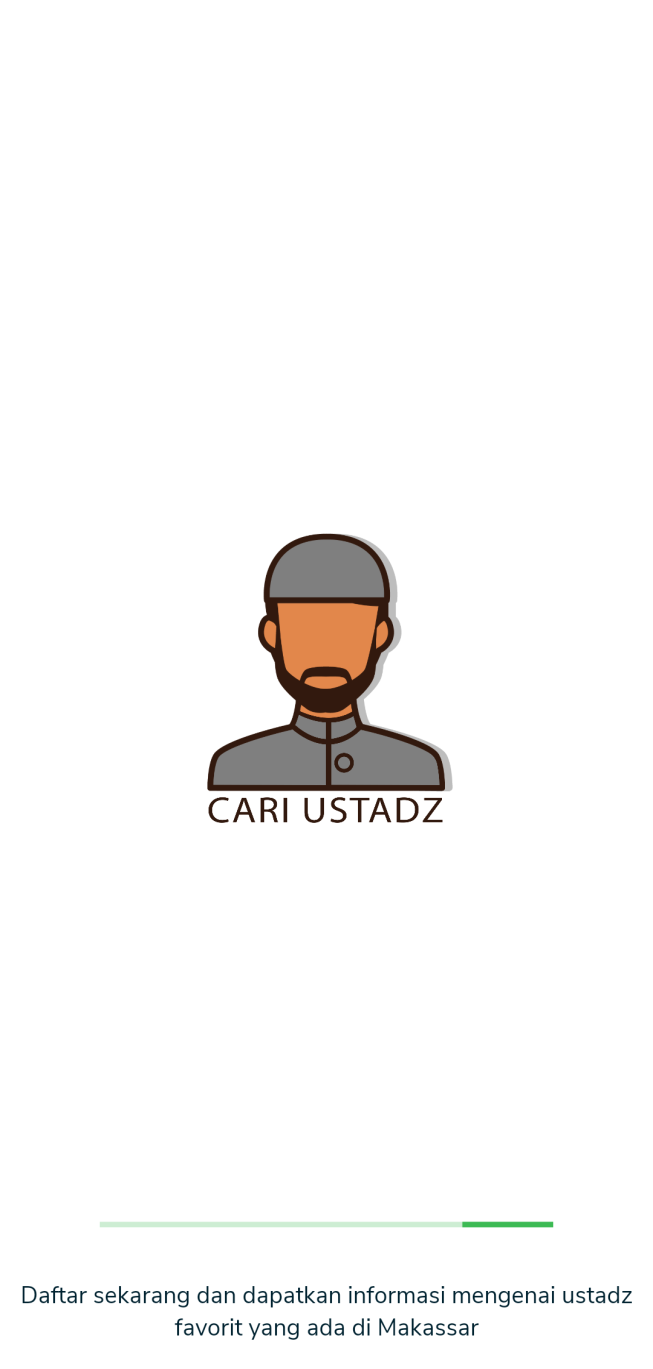 CARI USTADZ
Daftar sekarang dan dapatkan informasi mengenai ustadz
favorit yang ada di Makassar